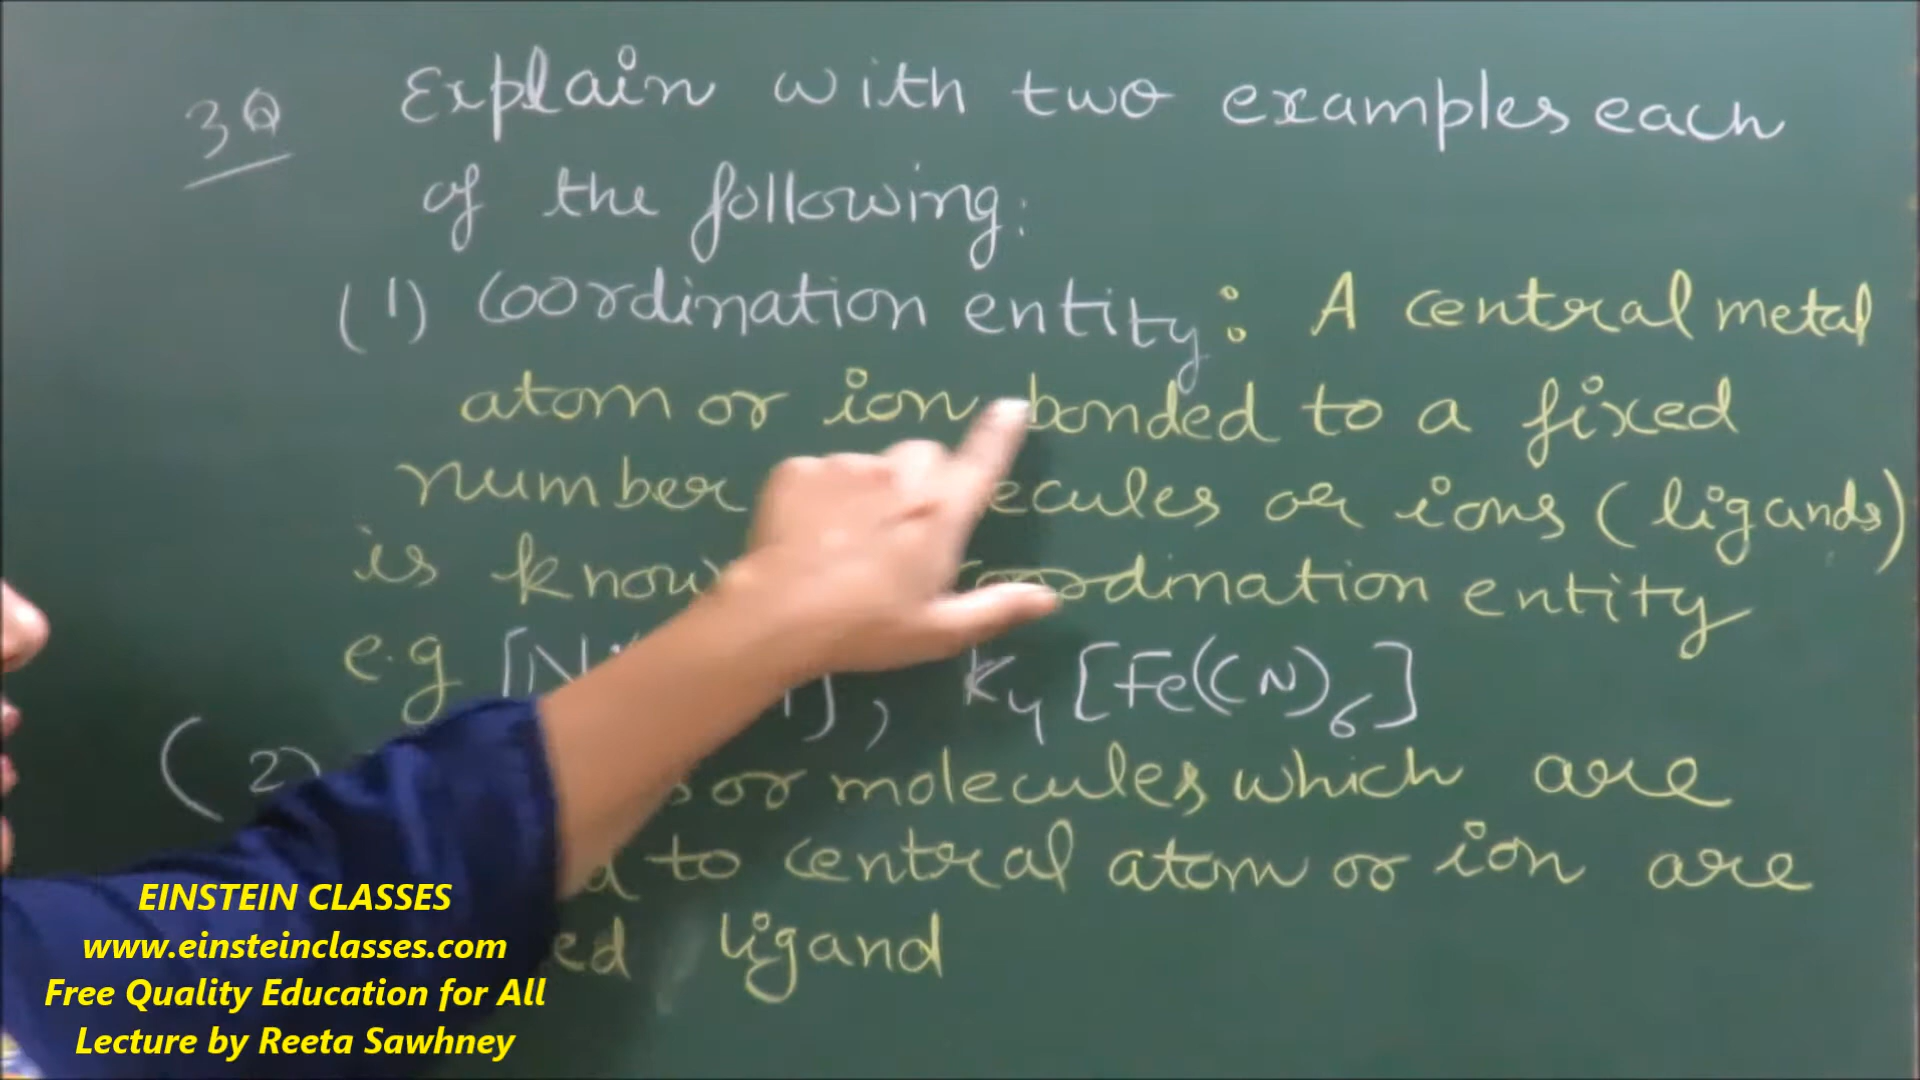 3Q Explain with two examples each
of the following:
(1) Coordination entity: A central metal
atom or ion bonded to a fixed
number ecules or ions (ligands)
is know coordination entity
e.g [Ni ], K4 [Fe(CN)6]
(2) s or molecules which are
d to central atom or ion are
ed ligand
EINSTEIN CLASSES
www.einsteinclasses.com
Free Quality Education for All
Lecture by Reeta Sawhney